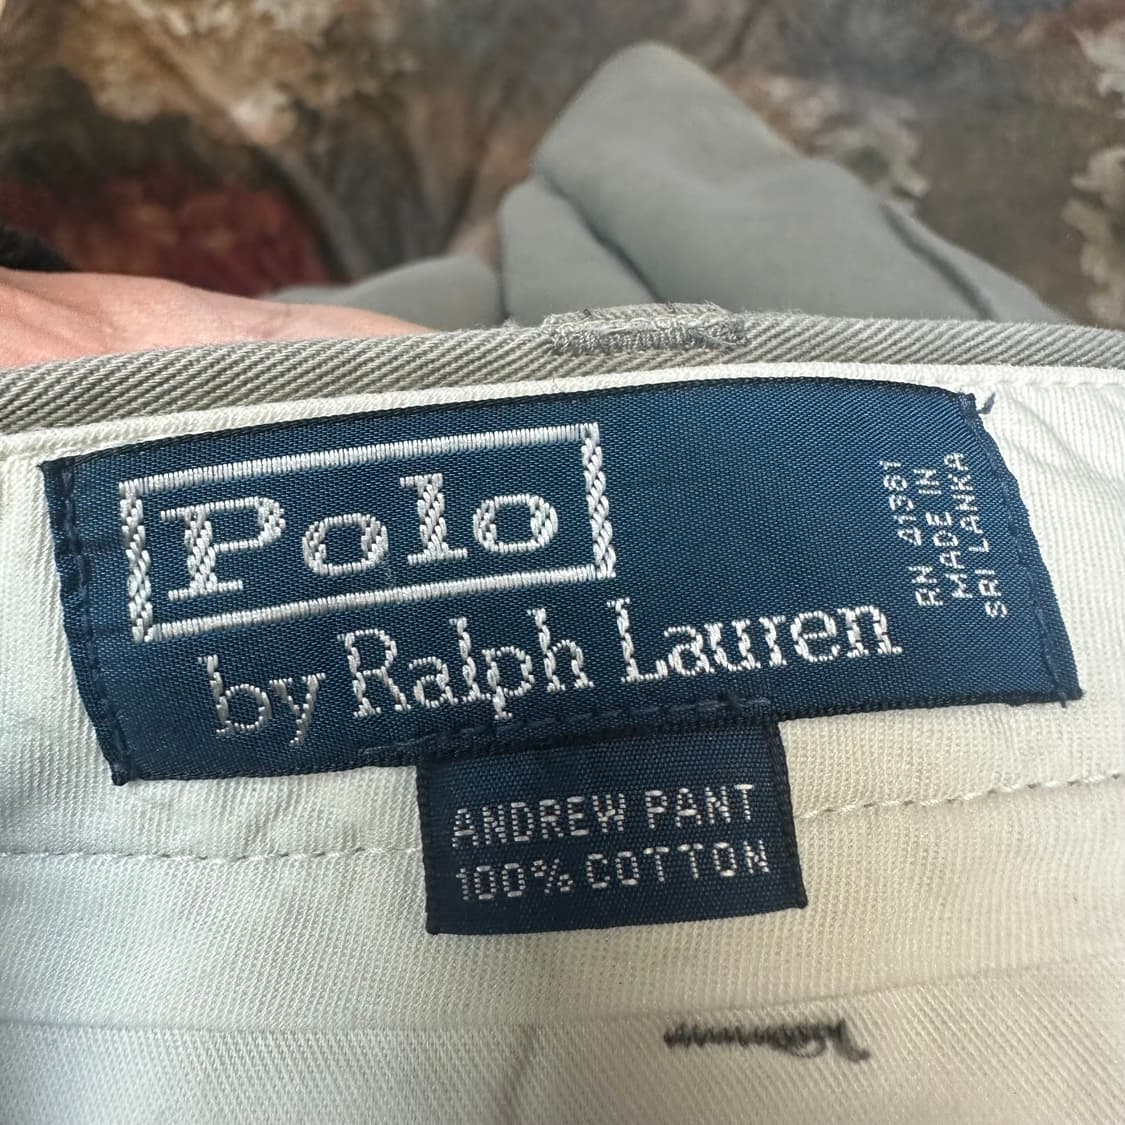 Polo
by Ralph Lauren
RN 41381
MADE IN
SRI LANKA
ANDREW PANT
100% COTTON